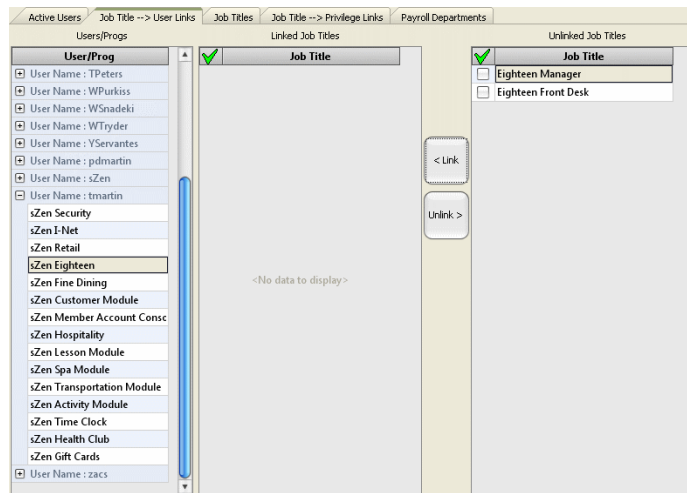 Active Users
Job Title --> User Links
Job Titles
Job Title --> Privilege Links
Payroll Departments
Users/Progs
Linked Job Titles
Unlinked Job Titles
User/Prog
Job Title
Job Title
User Name : TPeters
User Name : WPurkiss
User Name : WSnadeki
User Name : WTryder
User Name : YServantes
User Name : pdmartin
User Name : sZen
User Name : tmartin
sZen Security
sZen I-Net
sZen Retail
sZen Eighteen
sZen Fine Dining
sZen Customer Module
sZen Member Account Consc
sZen Hospitality
sZen Lesson Module
sZen Spa Module
sZen Transportation Module
sZen Activity Module
sZen Time Clock
sZen Health Club
sZen Gift Cards
User Name : zacs
<No data to display>
< Link
Unlink >
Eighteen Manager
Eighteen Front Desk